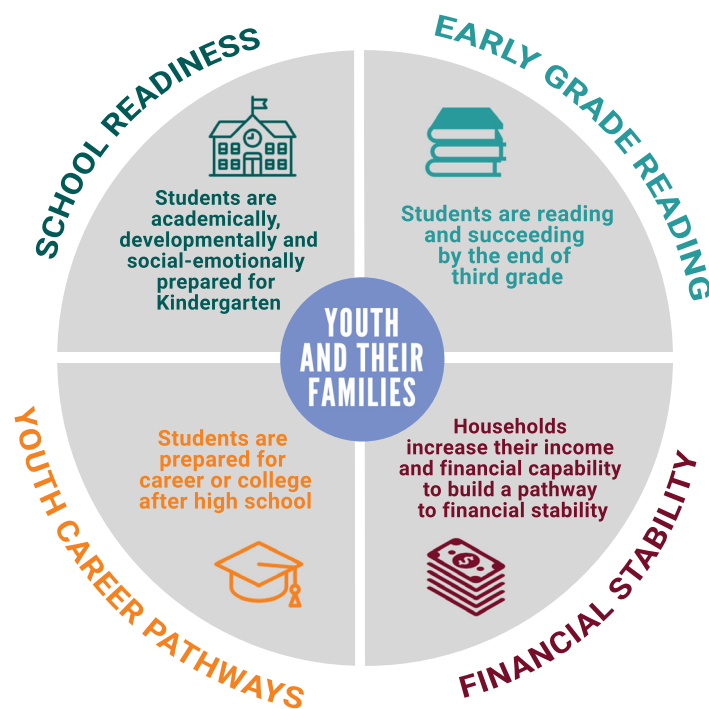 SCHOOL READINESS
Students are
academically,
developmentally and
social-emotionally
prepared for
Kindergarten
EARLY GRADE READING
Students are reading
and succeeding
by the end of
third grade
YOUTH
AND THEIR
FAMILIES
YOUTH CAREER PATHWAYS
Students are
prepared for
career or college
after high school
FINANCIAL STABILITY
Households
increase their income
and financial capability
to build a pathway
to financial stability
$